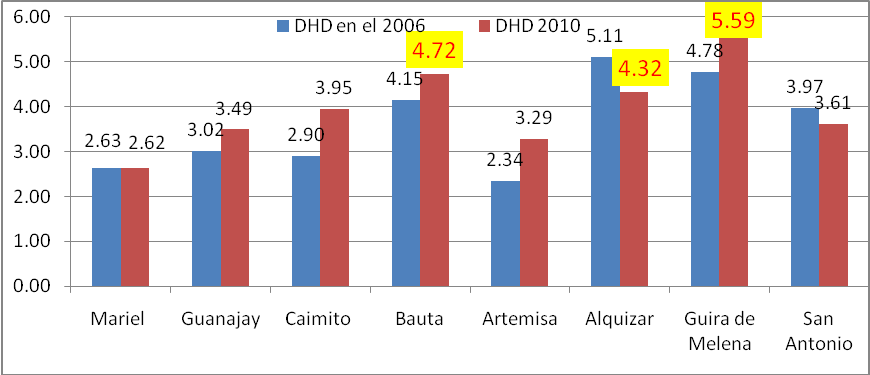 6.00
5.00
4.00
3.00
2.00
1.00
0.00
DHD en el 2006
DHD 2010
2.63
2.62
3.02
3.49
2.90
3.95
4.15
4.72
2.34
3.29
5.11
4.32
4.78
5.59
3.97
3.61
Mariel
Guanajay
Caimito
Bauta
Artemisa
Alquizar
Guira de
Melena
San
Antonio